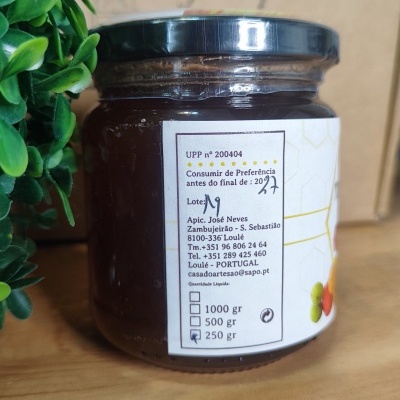 UPP nº 200404
Consumir de Preferência
antes do final de : 2027
Lote: 19
Apic. José Neves
Zambujeirão - S. Sebastião
8100-336 Loulé
Tm.+351 96 806 24 64
Tel. +351 289 425 460
Loulé - PORTUGAL
casadoartesao@sapo.pt
Quantidade Líquida:
1000 gr
500 gr
250 gr